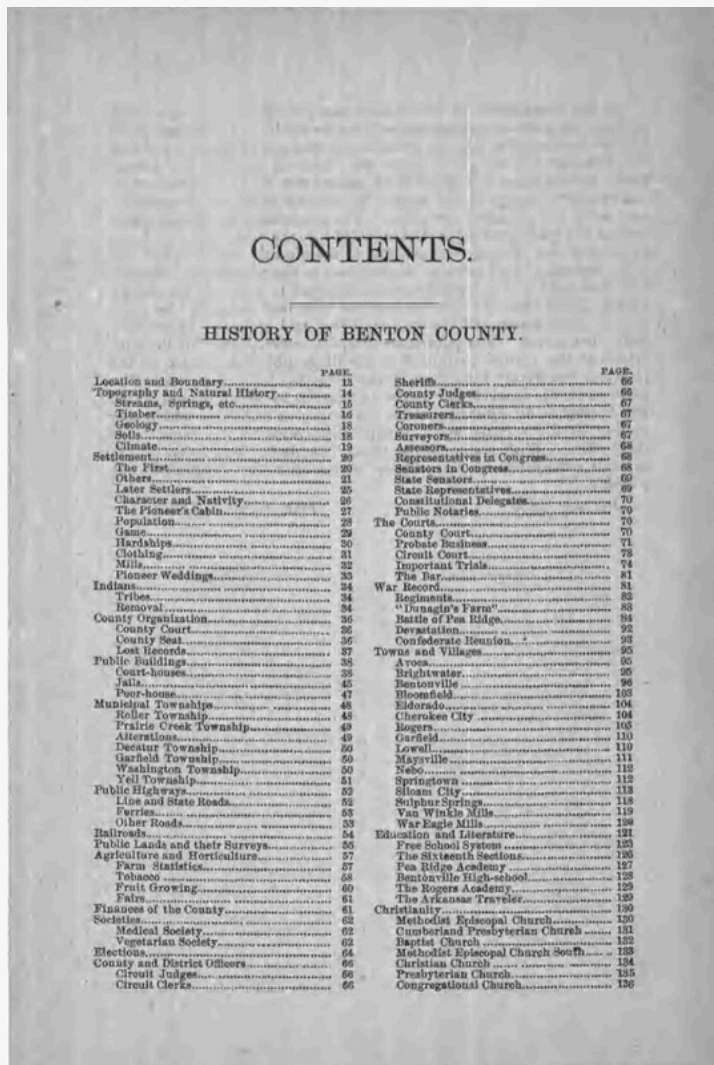 CONTENTS.
HISTORY OF BENTON COUNTY.
PAGE.
Location and Boundary 13
Topography and Natural History 14
Streams, Springs, etc 15
Timber 16
Geology 18
Soils 18
Climate 19
Settlement 20
The First 20
Others 21
Later Settlers 25
Character and Nativity 26
The Pioneer's Cabin 27
Population 28
Game 29
Hardships 30
Clothing 31
Mills 32
Pioneer Weddings 33
Indians 34
Tribes 34
Removal 34
County Organization 36
County Court 36
County Seat 36
Lost Records 37
Public Buildings 38
Court-houses 38
Jails 45
Poor-house 47
Municipal Townships 48
Roller Township 48
Prairie Creek Township 49
Alterations 49
Decatur Township 50
Garfield Township 50
Washington Township 50
Yell Township 51
Public Highways 52
Line and State Roads 52
Ferries 53
Other Roads 53
Railroads 54
Public Lands and their Surveys 55
Agriculture and Horticulture 57
Farm Statistics 57
Tobacco 58
Fruit Growing 60
Fairs 61
Finances of the County 61
Societies 62
Medical Society 62
Vegetarian Society 62
Elections 64
County and District Officers 66
Circuit Judges 66
Circuit Clerks 66
PAGE.
Sheriffs 66
County Judges 66
County Clerks 67
Treasurers 67
Coroners 67
Surveyors 67
Assessors 68
Representatives in Congress 68
Senators in Congress 68
State Senators 69
State Representatives 69
Constitutional Delegates 70
Public Notaries 70
The Courts 70
County Court 70
Probate Business 71
Circuit Court 73
Important Trials 74
The Bar 81
War Record 81
Regiments 82
"Dunagin's Farm" 83
Battle of Pea Ridge 84
Devastation 92
Confederate Reunion 93
Towns and Villages 95
Avoca 95
Brightwater 95
Bentonville 96
Bloomfield 103
Eldorado 104
Cherokee City 104
Rogers 105
Garfield 110
Lowell 110
Maysville 111
Nebo 112
Springtown 112
Siloam City 113
Sulphur Springs 118
Van Winkle Mills 119
War Eagle Mills 120
Education and Literature 121
Free School System 123
The Sixteenth Sections 126
Pea Ridge Academy 127
Bentonville High-school 128
The Rogers Academy 129
The Arkansas Traveler 129
Christianity 130
Methodist Episcopal Church 130
Cumberland Presbyterian Church 131
Baptist Church 132
Methodist Episcopal Church South 133
Christian Church 134
Presbyterian Church 135
Congregational Church 136